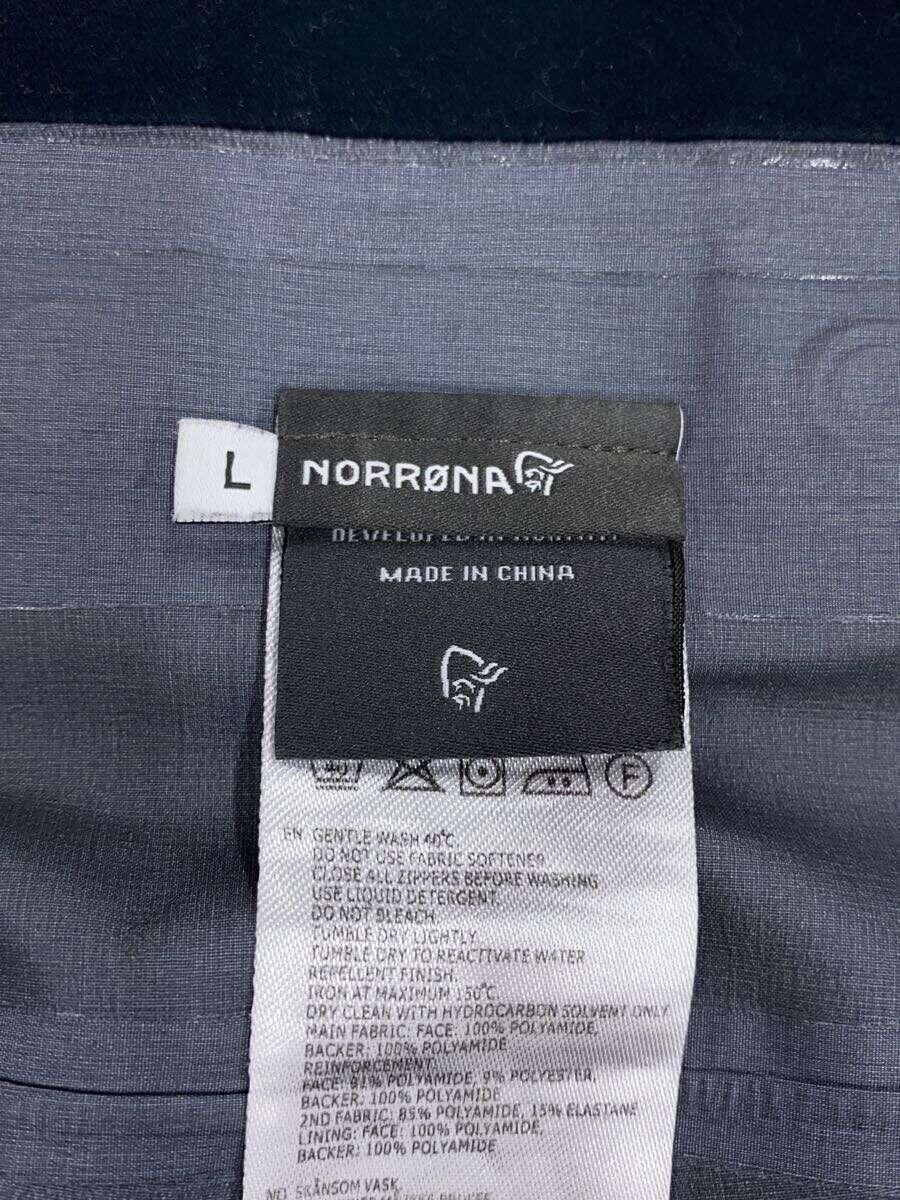 L
NORRØNA
DEVELOPED IN NORWAY
MADE IN CHINA
40
F
EN GENTLE WASH 40°C
DO NOT USE FABRIC SOFTENER
CLOSE ALL ZIPPERS BEFORE WASHING
USE LIQUID DETERGENT.
DO NOT BLEACH.
TUMBLE DRY LIGHTLY
TUMBLE DRY TO REACTIVATE WATER
REPELLENT FINISH.
IRON AT MAXIMUM 150°C
DRY CLEAN WITH HYDROCARBON SOLVENT ONLY
MAIN FABRIC: FACE: 100% POLYAMIDE,
BACKER: 100% POLYAMIDE
REINFORCEMENT:
FACE: 91% POLYAMIDE, 9% POLYESTER,
BACKER: 100% POLYAMIDE
2ND FABRIC: 85% POLYAMIDE, 15% ELASTANE
LINING: FACE: 100% POLYAMIDE,
BACKER: 100% POLYAMIDE
NO SKÅNSOM VASK